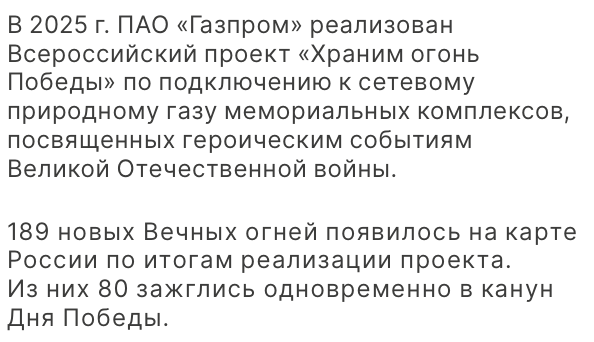 В 2025 г. ПАО «Газпром» реализован
Всероссийский проект «Храним огонь
Победы» по подключению к сетевому
природному газу мемориальных комплексов,
посвященных героическим событиям
Великой Отечественной войны.
189 новых Вечных огней появилось на карте
России по итогам реализации проекта.
Из них 80 зажглись одновременно в канун
Дня Победы.